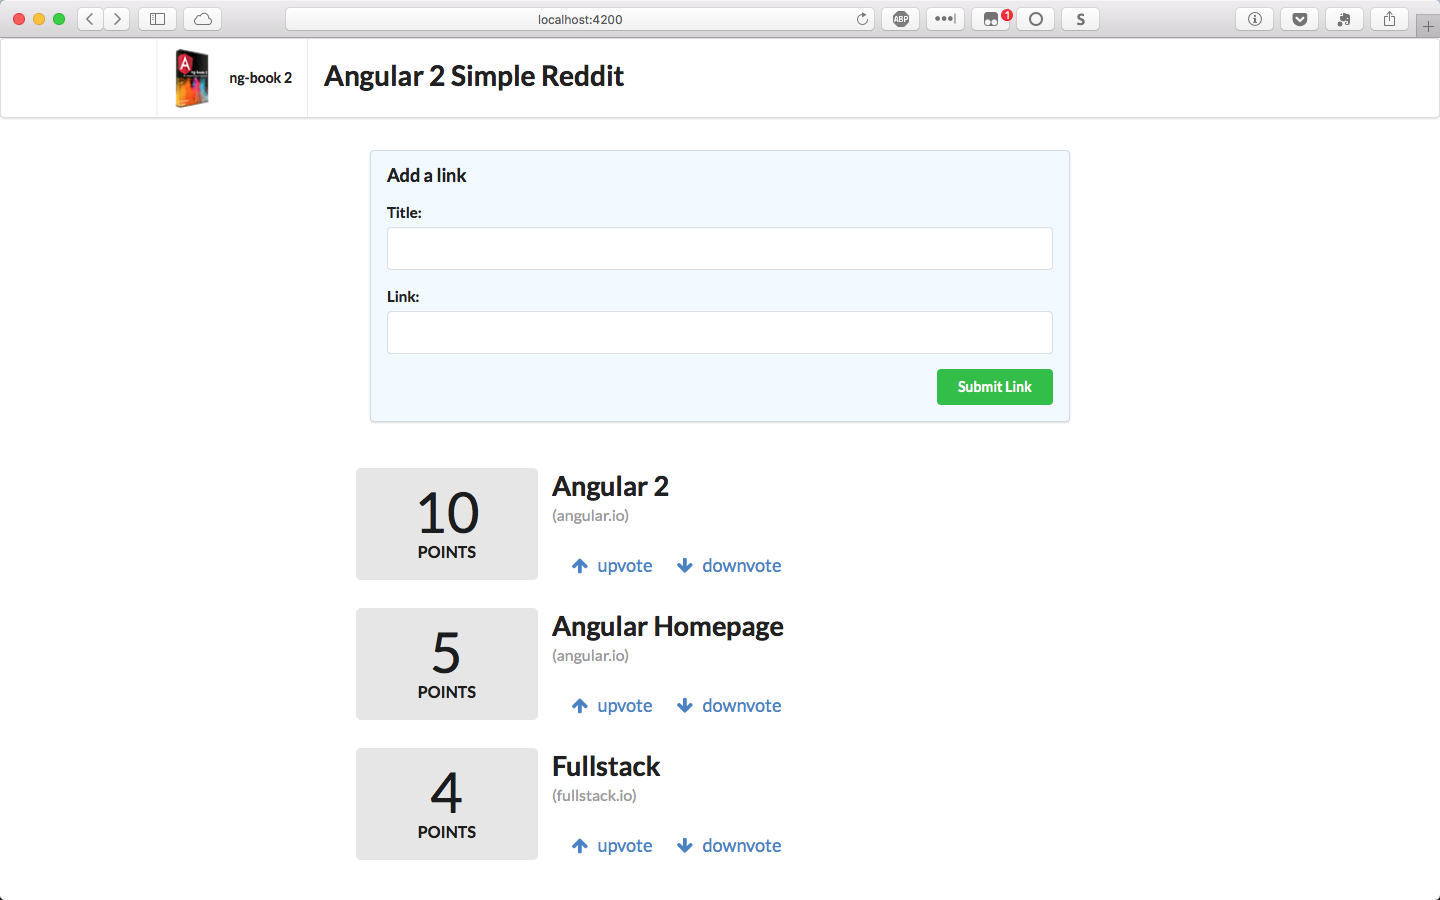 localhost:4200
ABP
1
S
ng-book 2
Angular 2 Simple Reddit
Add a link
Title:
Link:
Submit Link
10
POINTS
Angular 2
(angular.io)
upvote downvote
5
POINTS
Angular Homepage
(angular.io)
upvote downvote
4
POINTS
Fullstack
(fullstack.io)
upvote downvote